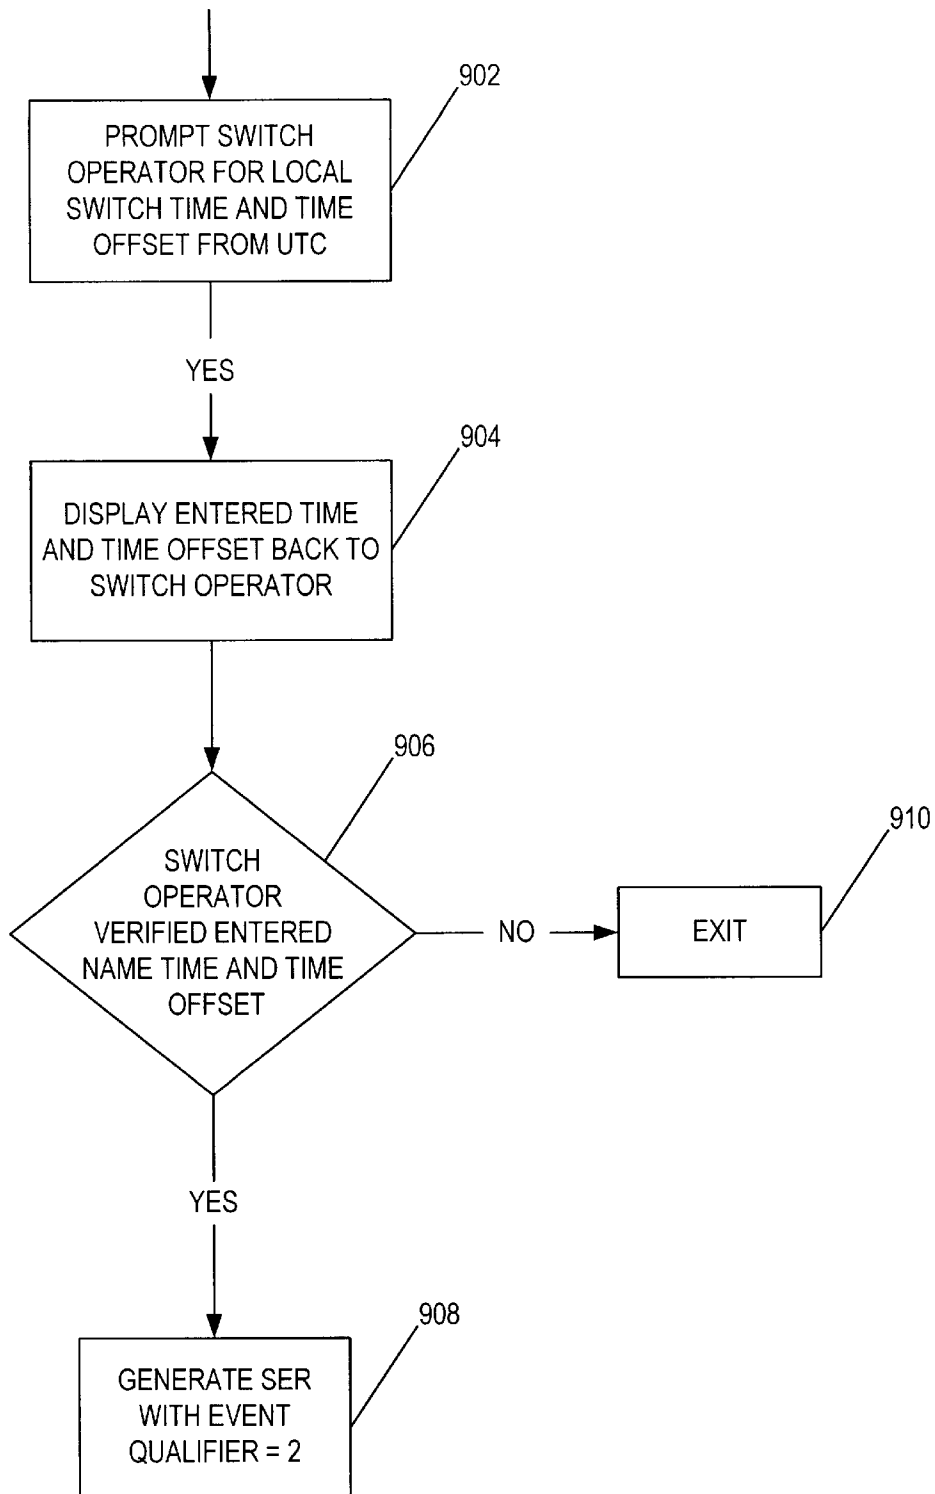 902
PROMPT SWITCH
OPERATOR FOR LOCAL
SWITCH TIME AND TIME
OFFSET FROM UTC
YES
904
DISPLAY ENTERED TIME
AND TIME OFFSET BACK TO
SWITCH OPERATOR
906
SWITCH
OPERATOR
VERIFIED ENTERED
NAME TIME AND TIME
OFFSET
NO
910
EXIT
YES
908
GENERATE SER
WITH EVENT
QUALIFIER = 2